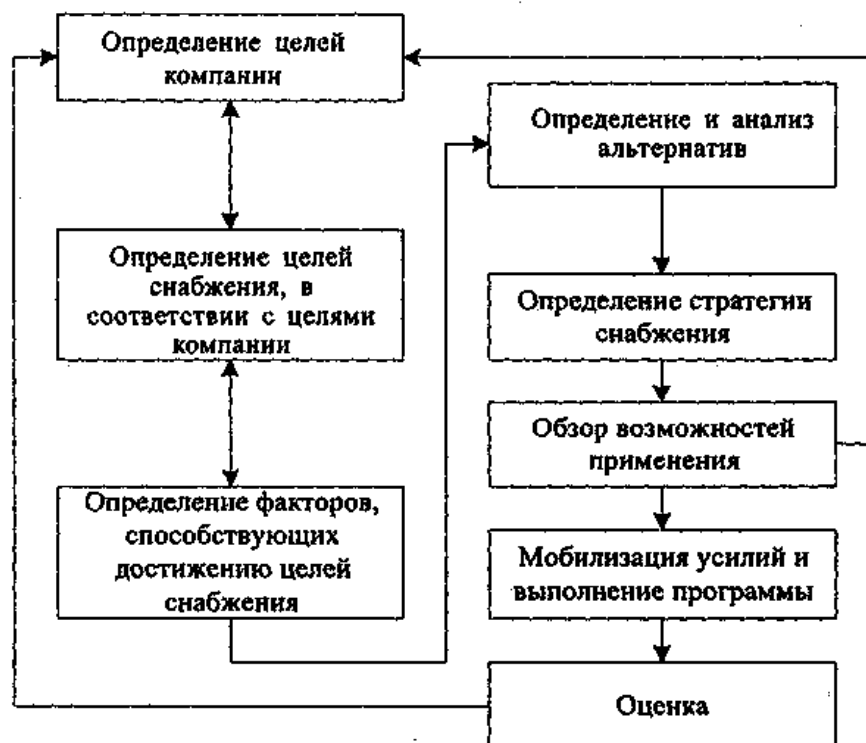 Определение целей
компании
Определение целей
снабжения, в
соответствии с целями
компании
Определение факторов,
способствующих
достижению целей
снабжения
Определение и анализ
альтернатив
Определение стратегии
снабжения
Обзор возможностей
применения
Мобилизация усилий и
выполнение программы
Оценка